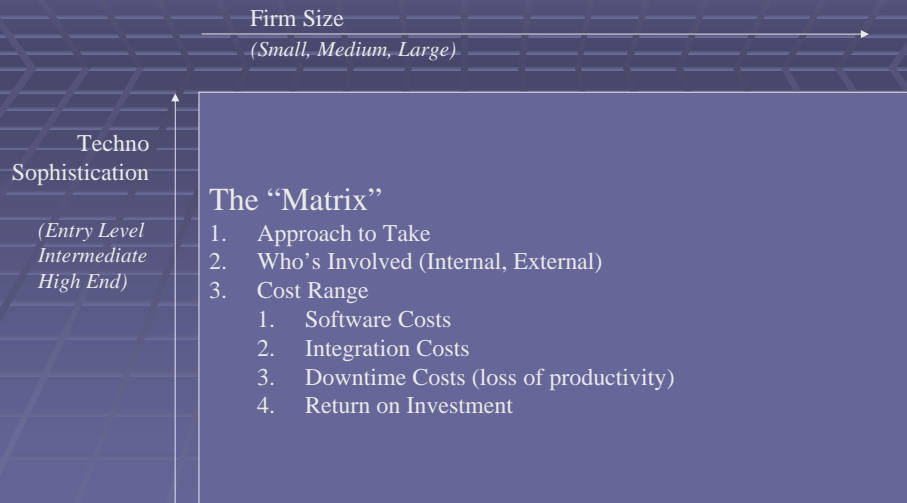 Firm Size
(Small, Medium, Large)
Techno
Sophistication
(Entry Level
Intermediate
High End)
The “Matrix”
1. Approach to Take
2. Who’s Involved (Internal, External)
3. Cost Range
1. Software Costs
2. Integration Costs
3. Downtime Costs (loss of productivity)
4. Return on Investment